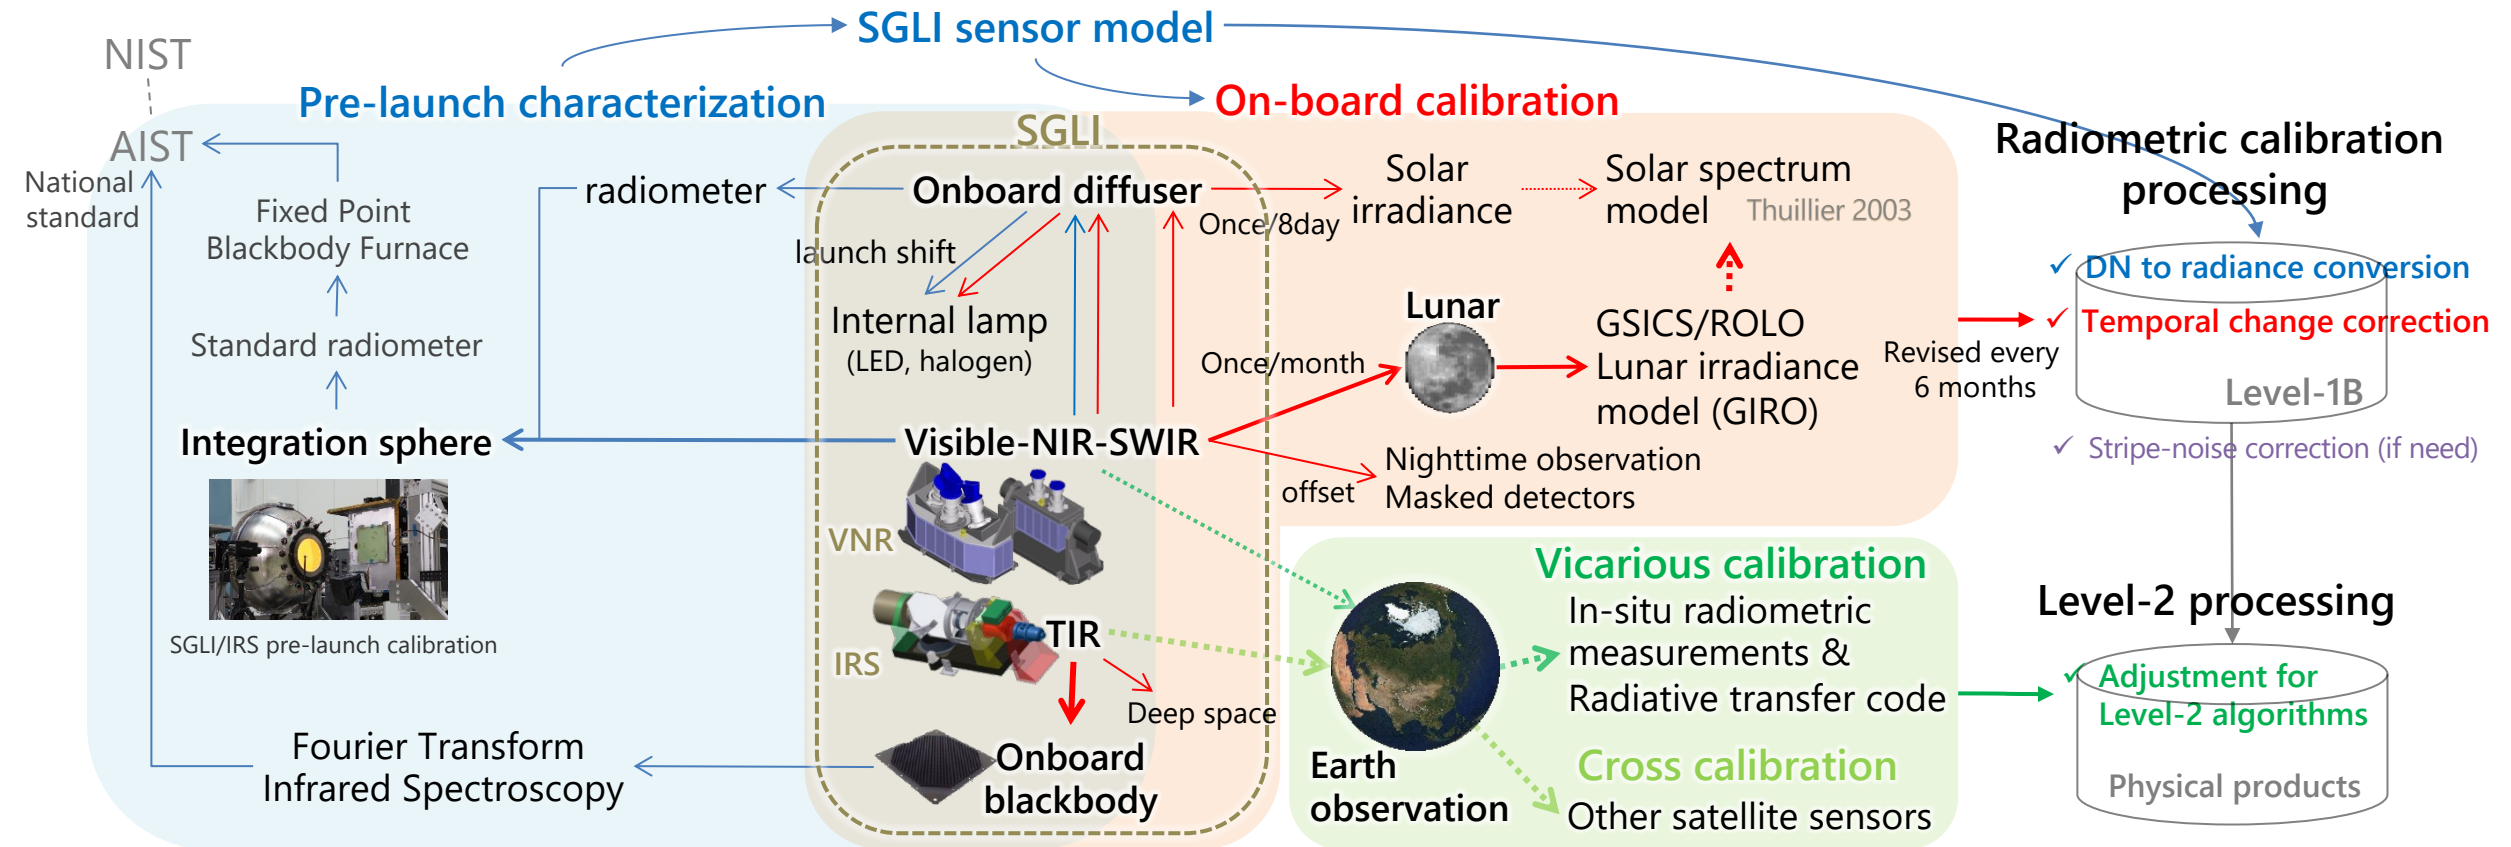 SGLI sensor model
NIST
Pre-launch characterization
On-board calibration
SGLI
AIST
National
standard
Fixed Point
Blackbody Furnace
Standard radiometer
Integration sphere
SGLI/IRS pre-launch calibration
Fourier Transform
Infrared Spectroscopy
radiometer
Onboard diffuser
launch shift
Internal lamp
(LED, halogen)
Visible-NIR-SWIR
VNR
IRS
TIR
Deep space
Onboard
blackbody
Once/8day
Solar
irradiance
Solar spectrum
model
Thuillier 2003
Lunar
Once/month
GSICS/ROLO
Lunar irradiance
model (GIRO)
offset
Nighttime observation
Masked detectors
Vicarious calibration
In-situ radiometric
measurements &
Radiative transfer code
Earth
observation
Cross calibration
Other satellite sensors
Radiometric calibration
processing
✓ DN to radiance conversion
✓ Temporal change correction
Revised every
6 months
Level-1B
✓ Stripe-noise correction (if need)
Level-2 processing
✓ Adjustment for
Level-2 algorithms
Physical products